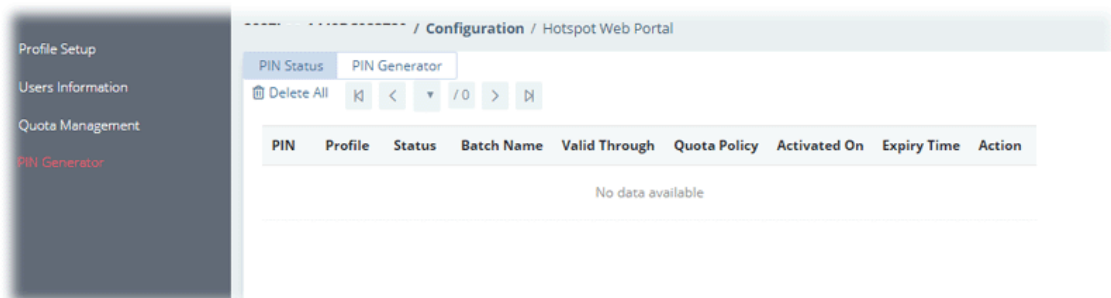 / Configuration / Hotspot Web Portal
Profile Setup
Users Information
Quota Management
PIN Generator
PIN Status PIN Generator
Delete All / 0
PIN Profile Status Batch Name Valid Through Quota Policy Activated On Expiry Time Action
No data available